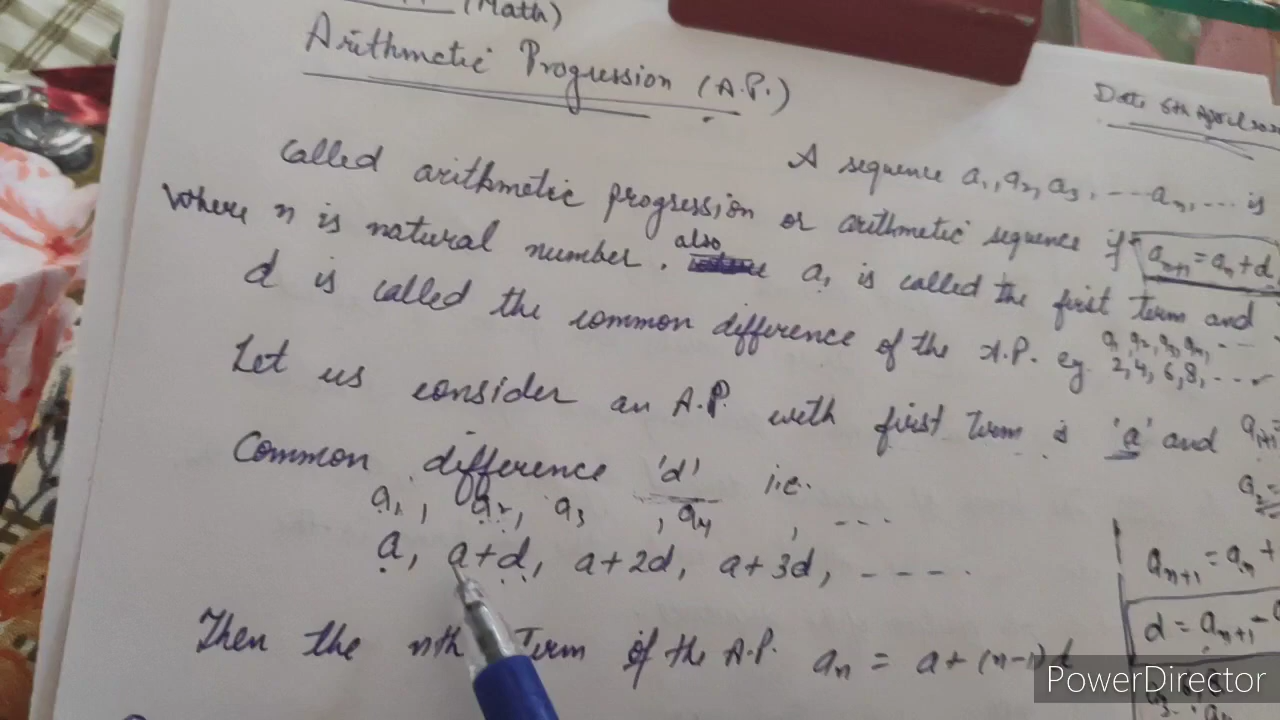 (Math)
Arithmetic Progression (A.P.)
Date 6th April
A sequence a₁, a₂, a₃, ---- aₙ, ... is
called arithmetic progression or arithmetic sequence if aₙ₊₁ = aₙ + d
where n is natural number. also a₁ is called the first term and
d is called the common difference of the A.P. eg. 2, 4, 6, 8, ----
a₁, a₂, a₃, a₄, ----
Let us consider an A.P. with first term is 'a' and
Common difference 'd' i.e.
a₁, a₂, a₃, a₄, ---
a, a+d, a+2d, a+3d, ----
Then the nth Term of the A.P. aₙ = a+(n-1)d
aₙ₊₁ = aₙ +
d = aₙ₊₁ -
PowerDirector